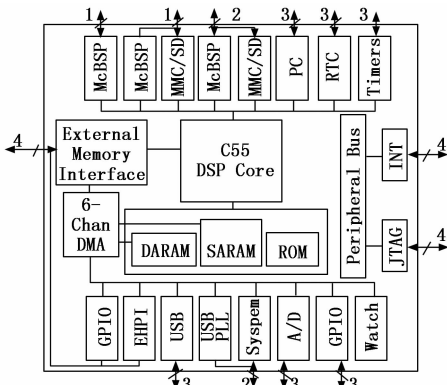 1 1 2 3 3 3
McBSP
McBSP
MMC/SD
McBSP
MMC/SD
PC
RTC
Timers
4
External
Memory
Interface
C55
DSP Core
Peripheral Bus
INT
4
6-
Chan
DMA
DARAM
SARAM
ROM
JTAG
4
GPIO
EHPI
USB
USB
PLL
Syspem
A/D
GPIO
Watch
3 2 3 3